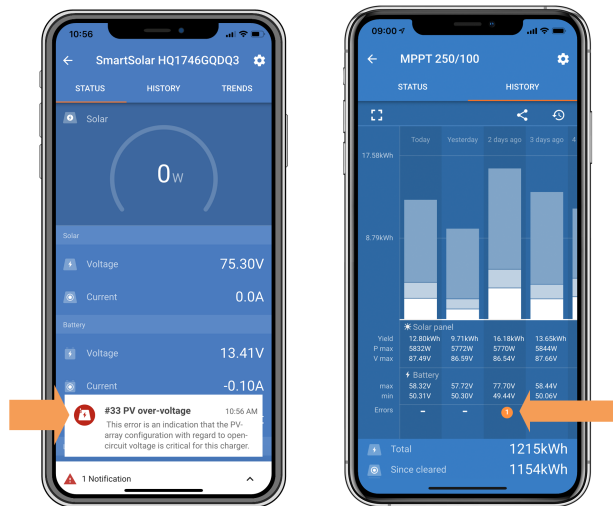 10:56
SmartSolar HQ1746GQDQ3
STATUS HISTORY TRENDS
Solar
0W
Solar
Voltage 75.30V
Current 0.0A
Battery
Voltage 13.41V
Current -0.10A
#33 PV over-voltage 10:56 AM
This error is an indication that the PV-
array configuration with regard to open-
circuit voltage is critical for this charger.
1 Notification
09:00
MPPT 250/100
STATUS HISTORY
Today Yesterday 2 days ago 3 days ago 4
17.58kWh
8.79kWh
Solar panel
Yield 12.80kWh 9.71kWh 16.18kWh 13.65kWh
P max 5832W 5772W 5770W 5844W
V max 87.49V 86.59V 86.54V 87.66V
Battery
max 58.32V 57.72V 77.70V 58.44V
min 50.31V 50.30V 49.44V 50.06V
Errors - - 1
Total 1215kWh
Since cleared 1154kWh